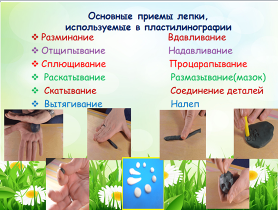 Основные приемы лепки,
используемые в пластилинографии
Разминание Вдавливание
Отщипывание Надавливание
Сплющивание Процарапывание
Раскатывание Размазывание(мазок)
Скатывание Соединение деталей
Вытягивание Налеп